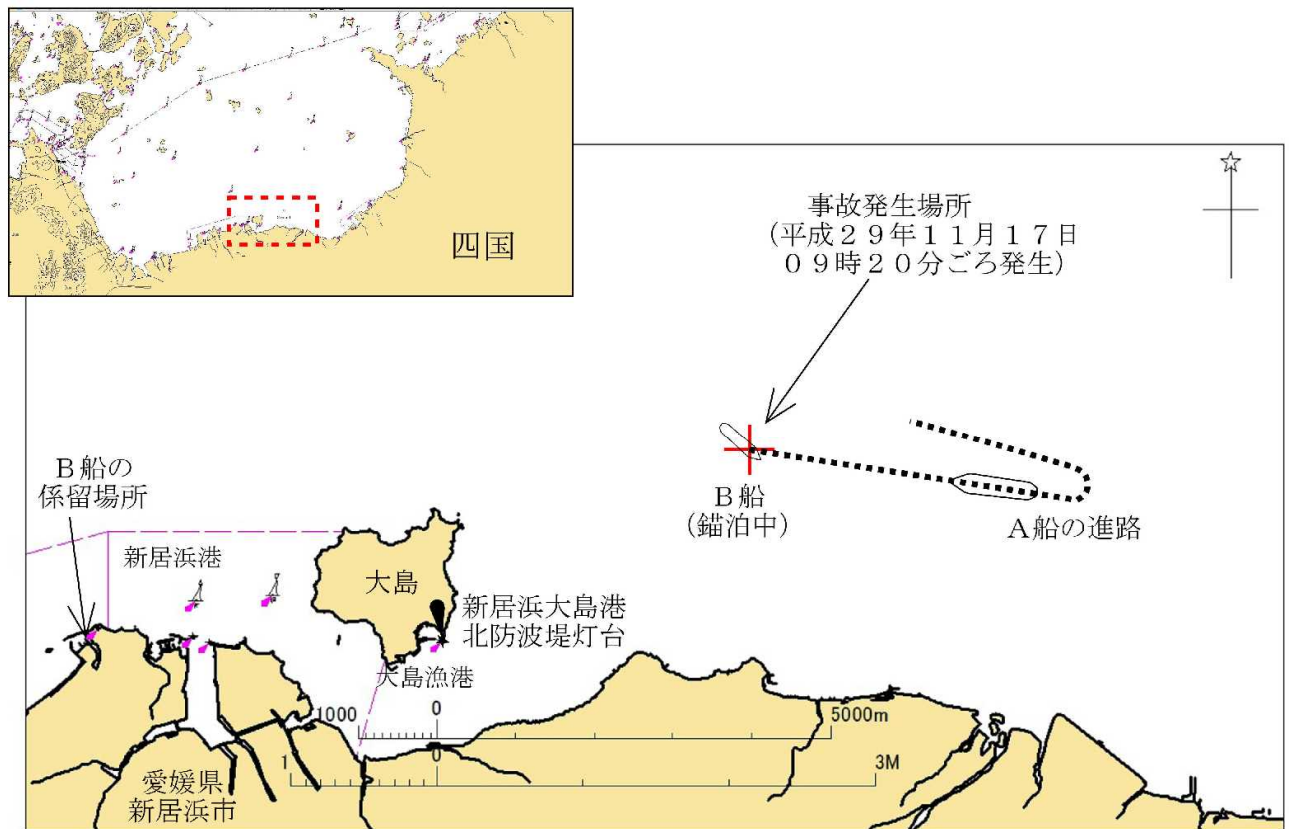 四国
事故発生場所
(平成２９年１１月１７日
０９時２０分ごろ発生)
Ｂ船の
係留場所
Ｂ船
(錨泊中)
Ａ船の進路
新居浜港
大島
新居浜大島港
北防波堤灯台
大島漁港
1000
0
5000m
1
0
3M
愛媛県
新居浜市